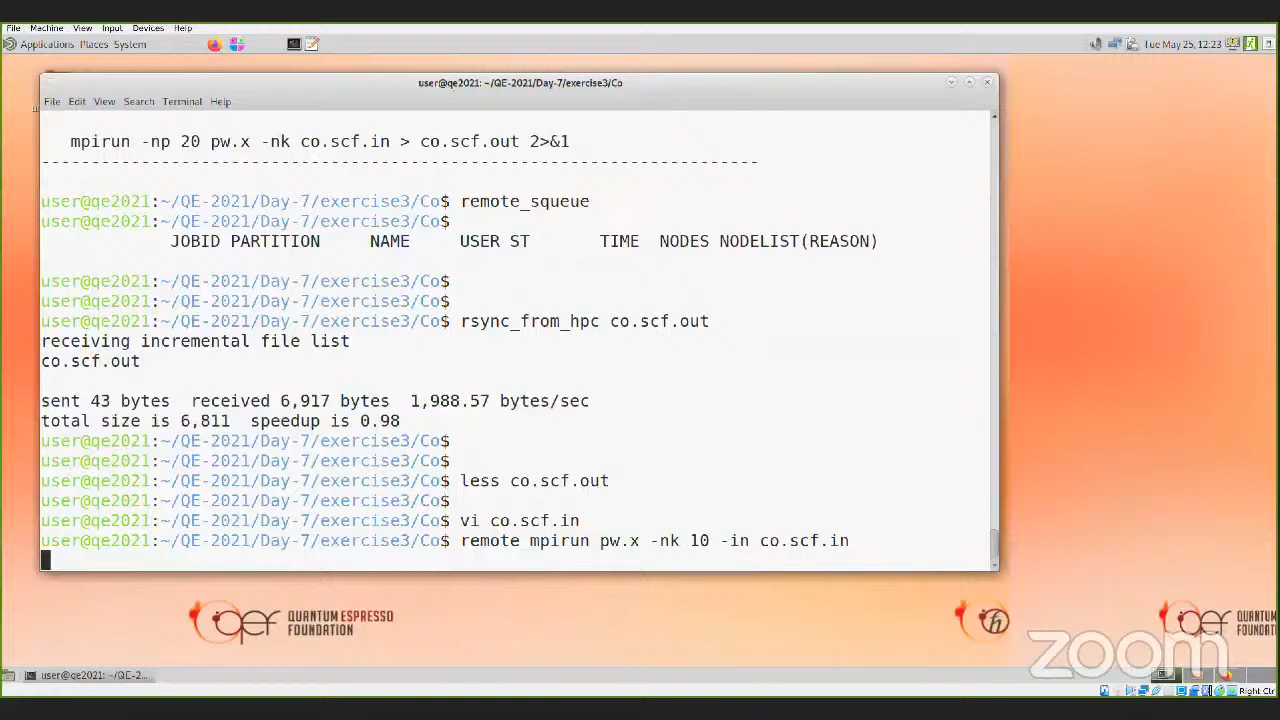 File Machine View Input Devices Help
Applications Places System
Tue May 25, 12:23
user@qe2021: ~/QE-2021/Day-7/exercise3/Co
File Edit View Search Terminal Help
mpirun -np 20 pw.x -nk co.scf.in > co.scf.out 2>&1
------------------------------------------------------------------------
user@qe2021:~/QE-2021/Day-7/exercise3/Co$ remote_squeue
user@qe2021:~/QE-2021/Day-7/exercise3/Co$
JOBID PARTITION NAME USER ST TIME NODES NODELIST(REASON)
user@qe2021:~/QE-2021/Day-7/exercise3/Co$
user@qe2021:~/QE-2021/Day-7/exercise3/Co$
user@qe2021:~/QE-2021/Day-7/exercise3/Co$ rsync_from_hpc co.scf.out
receiving incremental file list
co.scf.out
sent 43 bytes received 6,917 bytes 1,988.57 bytes/sec
total size is 6,811 speedup is 0.98
user@qe2021:~/QE-2021/Day-7/exercise3/Co$
user@qe2021:~/QE-2021/Day-7/exercise3/Co$
user@qe2021:~/QE-2021/Day-7/exercise3/Co$ less co.scf.out
user@qe2021:~/QE-2021/Day-7/exercise3/Co$
user@qe2021:~/QE-2021/Day-7/exercise3/Co$ vi co.scf.in
user@qe2021:~/QE-2021/Day-7/exercise3/Co$ remote_mpirun pw.x -nk 10 -in co.scf.in
QUANTUM ESPRESSO
FOUNDATION
zoom
user@qe2021: ~/QE-2...
Right Ctrl